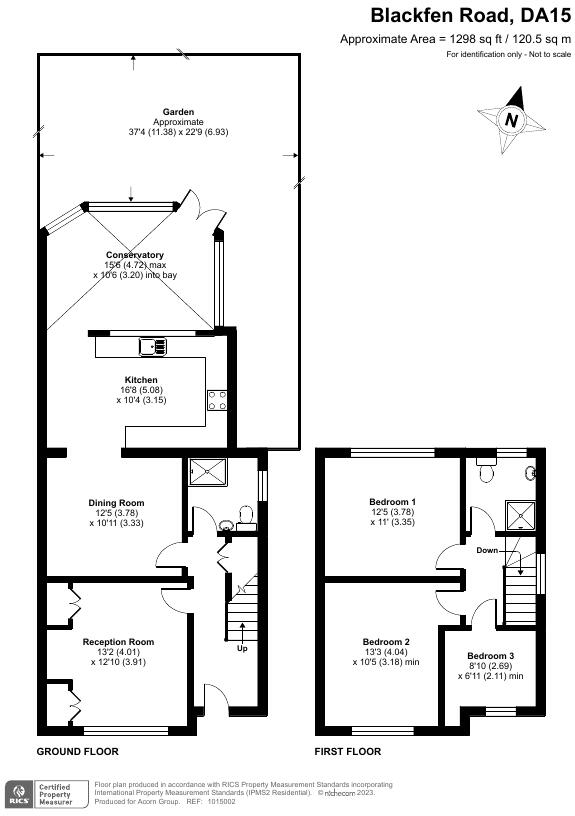 Blackfen Road, DA15
Approximate Area = 1298 sq ft / 120.5 sq m
For identification only - Not to scale
N
Garden
Approximate
37'4 (11.38) x 22'9 (6.93)
Conservatory
15'6 (4.72) max
x 10'6 (3.20) into bay
Kitchen
16'8 (5.08)
x 10'4 (3.15)
Dining Room
12'5 (3.78)
x 10'11 (3.33)
Reception Room
13'2 (4.01)
x 12'10 (3.91)
Up
GROUND FLOOR
Bedroom 1
12'5 (3.78)
x 11' (3.35)
Down
Bedroom 2
13'3 (4.04)
x 10'5 (3.18) min
Bedroom 3
8'10 (2.69)
x 6'11 (2.11) min
FIRST FLOOR
RICS
Certified
Property
Measurer
Floor plan produced in accordance with RICS Property Measurement Standards incorporating
International Property Measurement Standards (IPMS2 Residential). © nichecom 2023.
Produced for Acorn Group. REF: 1015002